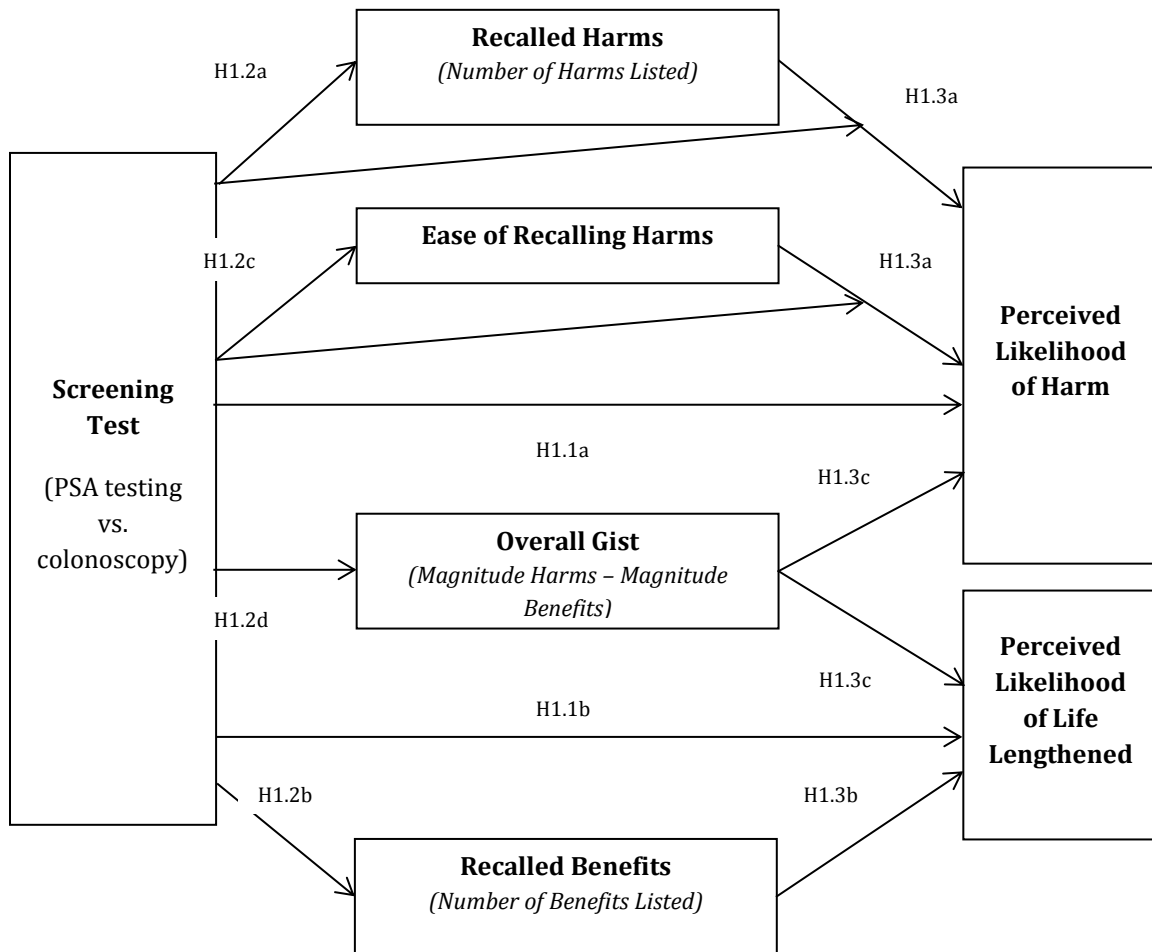 Recalled Harms
(Number of Harms Listed)
H1.2a
H1.3a
Ease of Recalling Harms
H1.2c
H1.3a
Screening
Test
(PSA testing
vs.
colonoscopy)
Perceived
Likelihood
of Harm
H1.1a
H1.3c
Overall Gist
(Magnitude Harms – Magnitude
Benefits)
H1.2d
H1.3c
H1.1b
Perceived
Likelihood
of Life
Lengthened
H1.2b
H1.3b
Recalled Benefits
(Number of Benefits Listed)